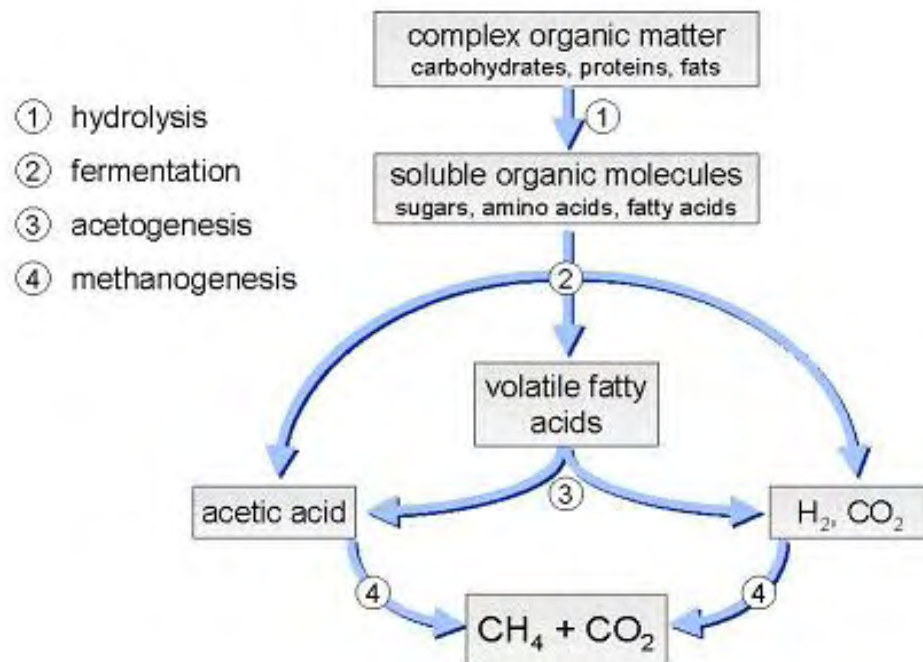 complex organic matter
carbohydrates, proteins, fats
① hydrolysis
① 
② fermentation
soluble organic molecules
sugars, amino acids, fatty acids
③ acetogenesis
④ methanogenesis
②
volatile fatty
acids
③
acetic acid
H₂, CO₂
④
④
CH₄ + CO₂